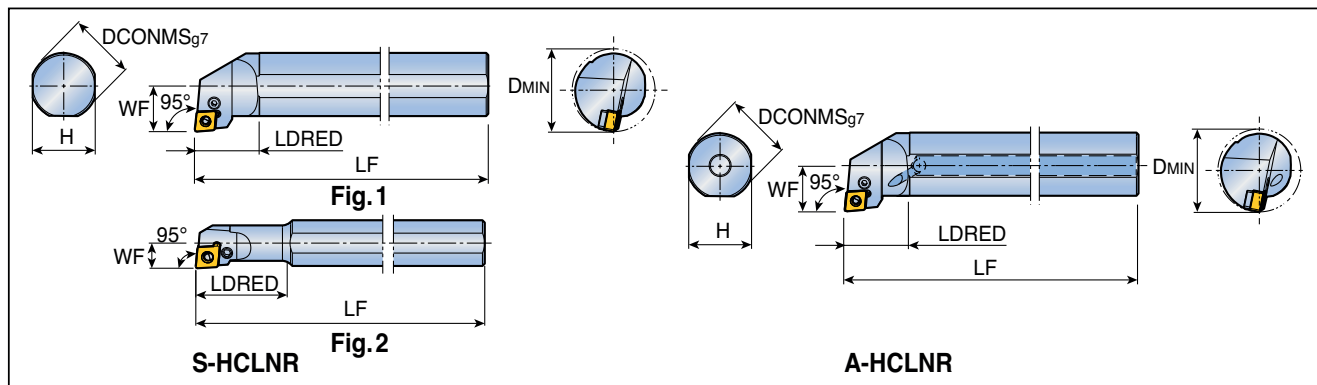 DCONMSg7
WF
95°
H
LDRED
LF
DMIN
Fig.1
95°
WF
LDRED
LF
Fig.2
S-HCLNR
DCONMSg7
WF
95°
H
LDRED
LF
DMIN
A-HCLNR